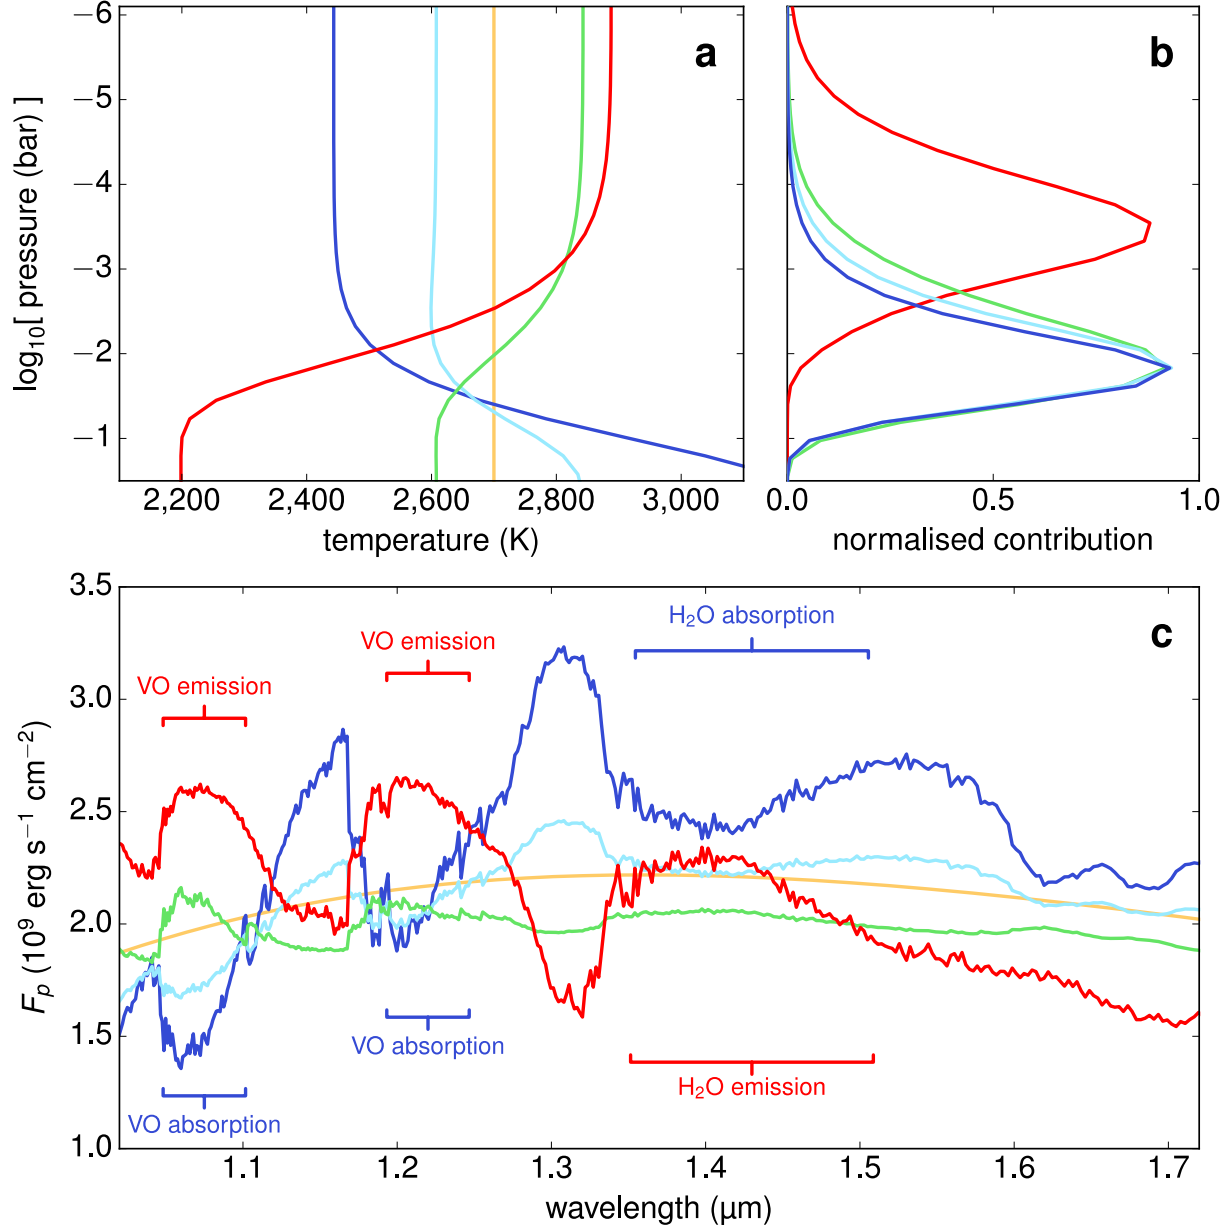 a
b
−6
−5
−4
−3
−2
−1
log₁₀[ pressure (bar) ]
2,200
2,400
2,600
2,800
3,000
temperature (K)
0.0
0.5
1.0
normalised contribution
c
3.5
3.0
2.5
2.0
1.5
1.0
Fₚ (10⁹ erg s⁻¹ cm⁻²)
H₂O absorption
VO emission
VO emission
VO absorption
H₂O emission
VO absorption
1.1
1.2
1.3
1.4
1.5
1.6
1.7
wavelength (μm)